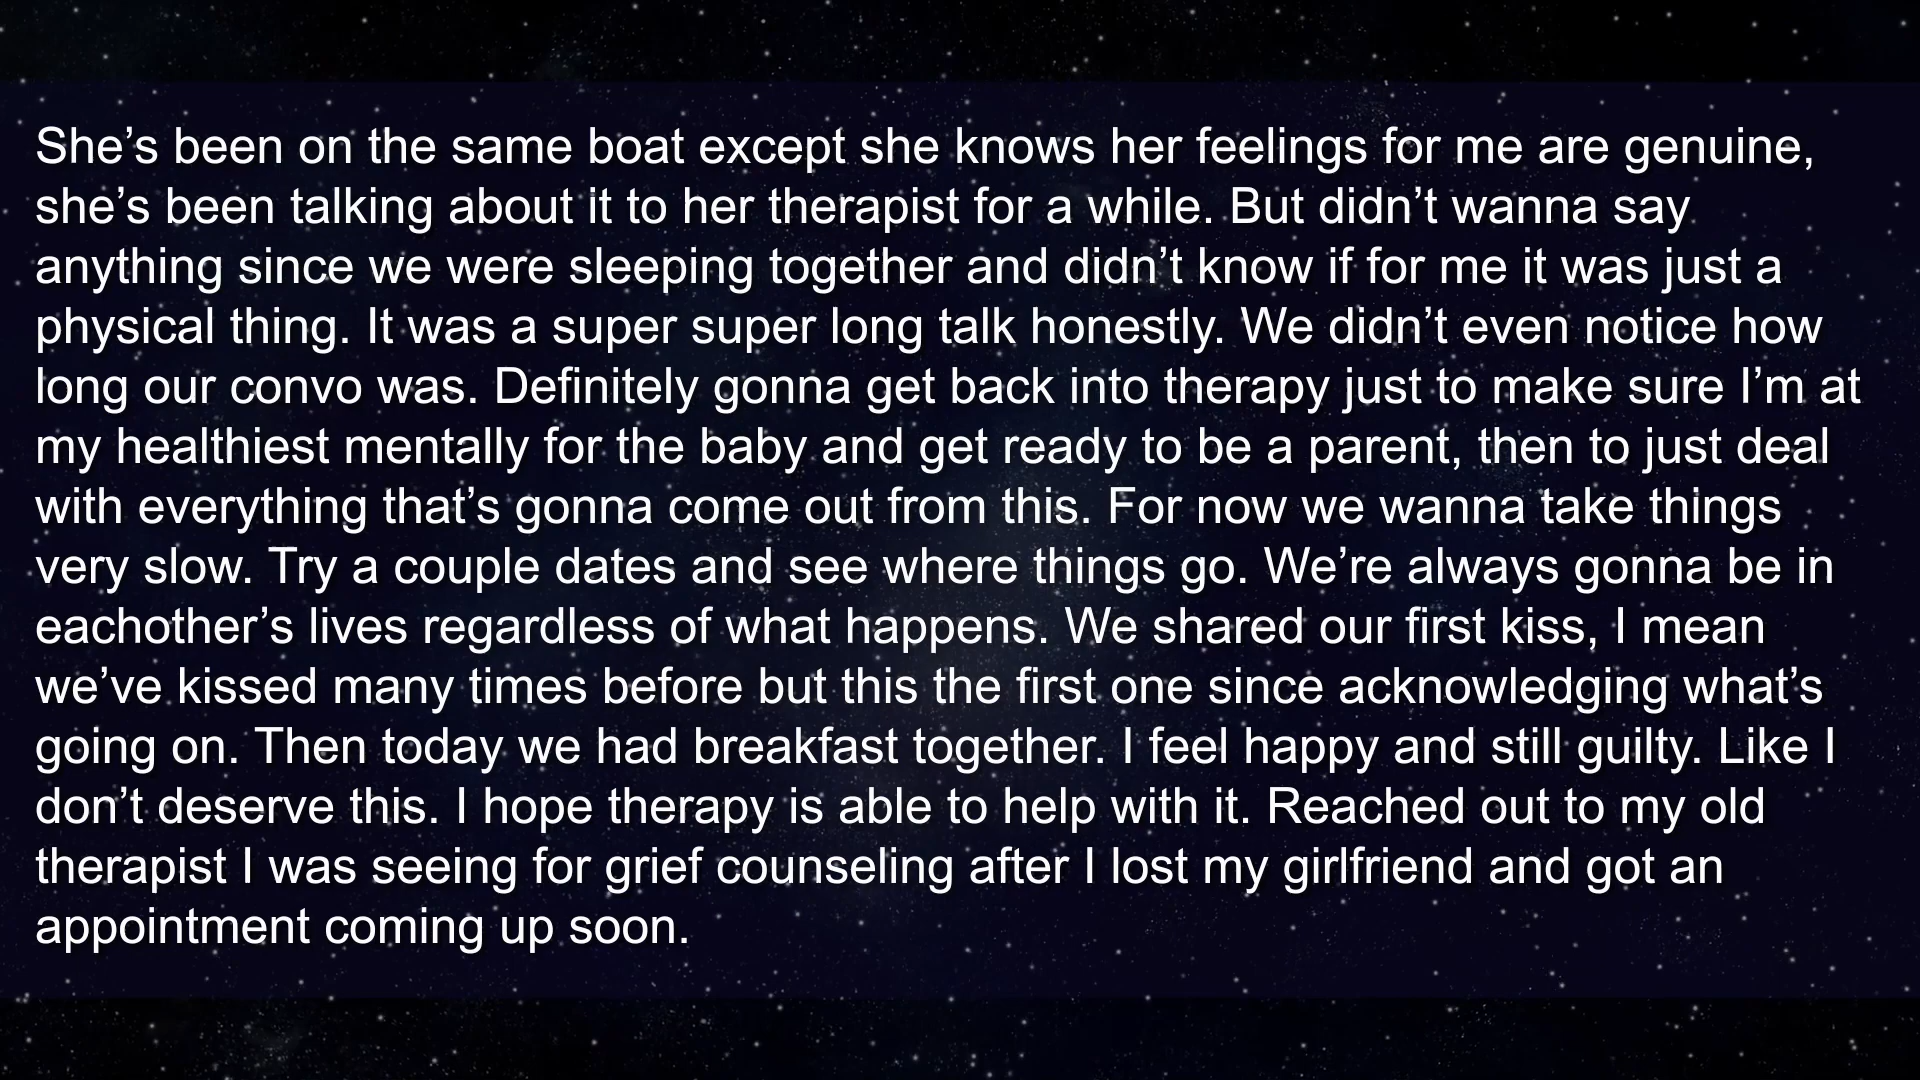 She’s been on the same boat except she knows her feelings for me are genuine,
she’s been talking about it to her therapist for a while. But didn’t wanna say
anything since we were sleeping together and didn’t know if for me it was just a
physical thing. It was a super super long talk honestly. We didn’t even notice how
long our convo was. Definitely gonna get back into therapy just to make sure I’m at
my healthiest mentally for the baby and get ready to be a parent, then to just deal
with everything that’s gonna come out from this. For now we wanna take things
very slow. Try a couple dates and see where things go. We’re always gonna be in
eachother’s lives regardless of what happens. We shared our first kiss, I mean
we’ve kissed many times before but this the first one since acknowledging what’s
going on. Then today we had breakfast together. I feel happy and still guilty. Like I
don’t deserve this. I hope therapy is able to help with it. Reached out to my old
therapist I was seeing for grief counseling after I lost my girlfriend and got an
appointment coming up soon.